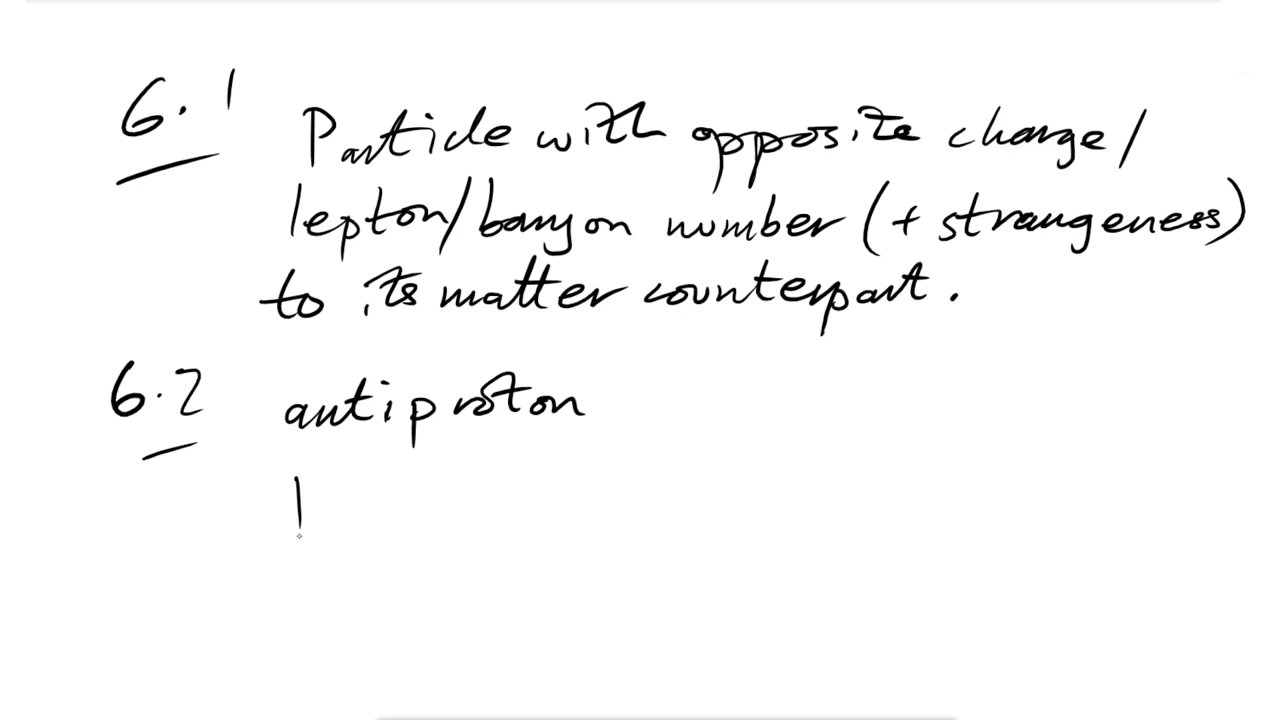 6.1 Particle with opposite charge/
lepton/baryon number (+ strangeness)
to its matter counterpart.
6.2 antiproton